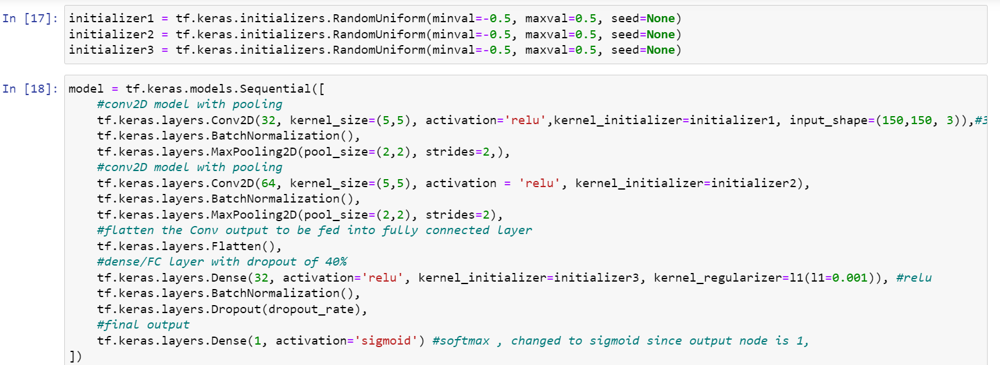 In [17]: initializer1 = tf.keras.initializers.RandomUniform(minval=-0.5, maxval=0.5, seed=None)
initializer2 = tf.keras.initializers.RandomUniform(minval=-0.5, maxval=0.5, seed=None)
initializer3 = tf.keras.initializers.RandomUniform(minval=-0.5, maxval=0.5, seed=None)
In [18]: model = tf.keras.models.Sequential([
    #conv2D model with pooling
    tf.keras.layers.Conv2D(32, kernel_size=(5,5), activation='relu',kernel_initializer=initializer1, input_shape=(150,150, 3)),#3
    tf.keras.layers.BatchNormalization(),
    tf.keras.layers.MaxPooling2D(pool_size=(2,2), strides=2,),
    #conv2D model with pooling
    tf.keras.layers.Conv2D(64, kernel_size=(5,5), activation = 'relu', kernel_initializer=initializer2),
    tf.keras.layers.BatchNormalization(),
    tf.keras.layers.MaxPooling2D(pool_size=(2,2), strides=2),
    #flatten the Conv output to be fed into fully connected layer
    tf.keras.layers.Flatten(),
    #dense/FC layer with dropout of 40%
    tf.keras.layers.Dense(32, activation='relu', kernel_initializer=initializer3, kernel_regularizer=l1(l1=0.001)), #relu
    tf.keras.layers.BatchNormalization(),
    tf.keras.layers.Dropout(dropout_rate),
    #final output
    tf.keras.layers.Dense(1, activation='sigmoid') #softmax , changed to sigmoid since output node is 1,
])